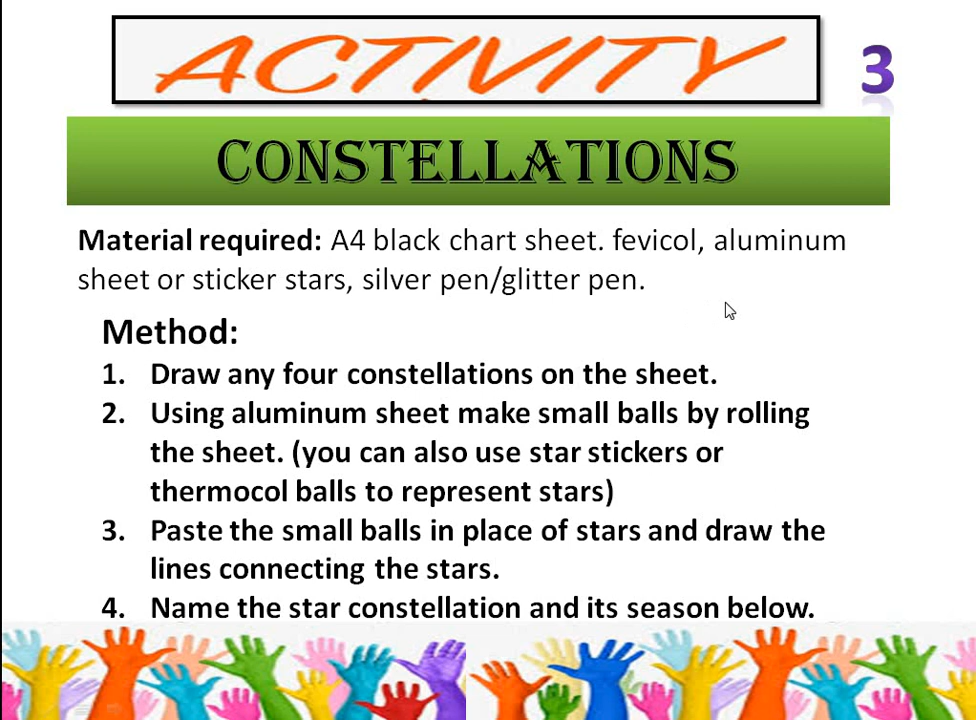 ACTIVITY
3
CONSTELLATIONS
Material required: A4 black chart sheet. fevicol, aluminum
sheet or sticker stars, silver pen/glitter pen.
Method:
1. Draw any four constellations on the sheet.
2. Using aluminum sheet make small balls by rolling
the sheet. (you can also use star stickers or
thermocol balls to represent stars)
3. Paste the small balls in place of stars and draw the
lines connecting the stars.
4. Name the star constellation and its season below.